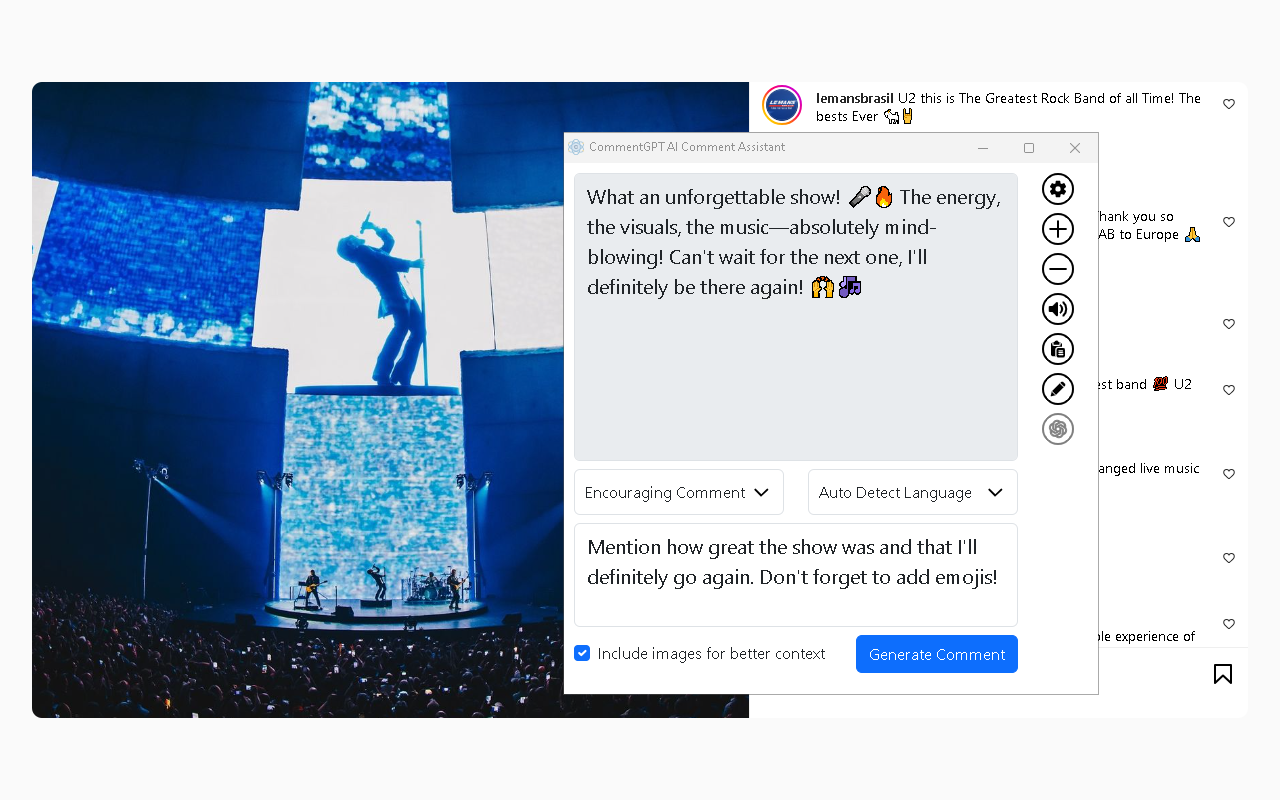 lemansbrasil U2 this is The Greatest Rock Band of all Time! The
bests Ever 🐐🤘
CommentGPT AI Comment Assistant
What an unforgettable show! 🎤🔥 The energy,
the visuals, the music—absolutely mind-
blowing! Can't wait for the next one, I'll
definitely be there again! 🙌🎶
hank you so
AB to Europe 🙏
est band 💯 U2
anged live music
ble experience of
Encouraging Comment
Auto Detect Language
Mention how great the show was and that I'll
definitely go again. Don't forget to add emojis!
Include images for better context
Generate Comment